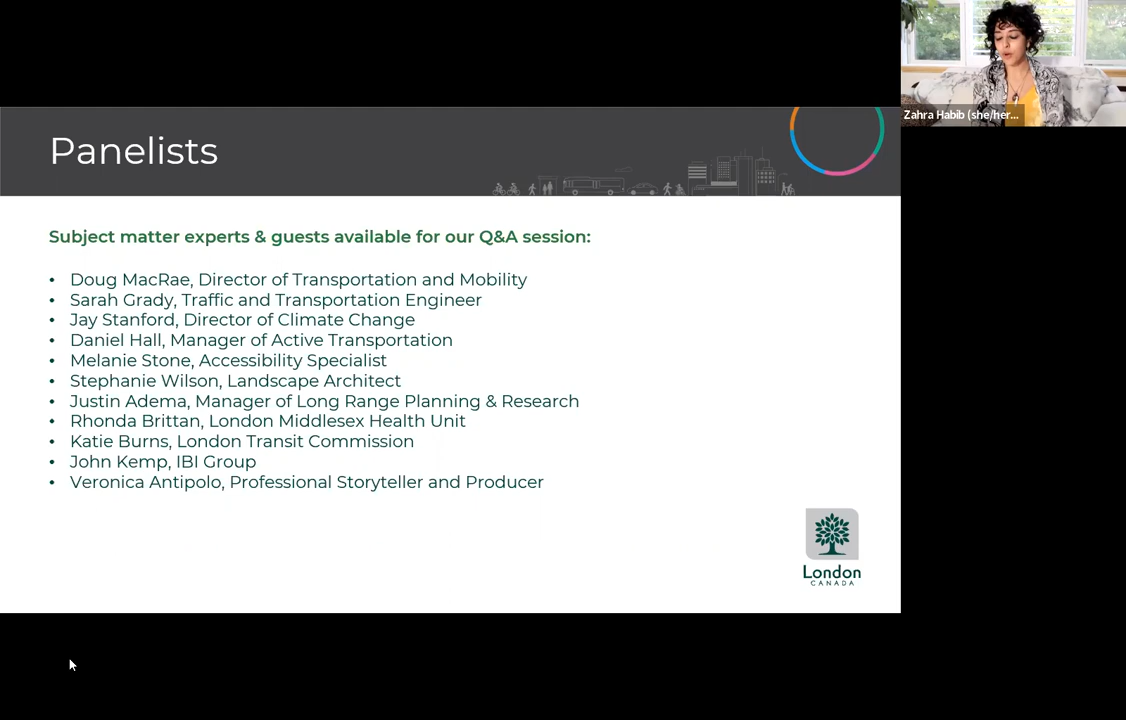 Zahra Habib (she/her...
Panelists
Subject matter experts & guests available for our Q&A session:
• Doug MacRae, Director of Transportation and Mobility
• Sarah Grady, Traffic and Transportation Engineer
• Jay Stanford, Director of Climate Change
• Daniel Hall, Manager of Active Transportation
• Melanie Stone, Accessibility Specialist
• Stephanie Wilson, Landscape Architect
• Justin Adema, Manager of Long Range Planning & Research
• Rhonda Brittan, London Middlesex Health Unit
• Katie Burns, London Transit Commission
• John Kemp, IBI Group
• Veronica Antipolo, Professional Storyteller and Producer
London
CANADA